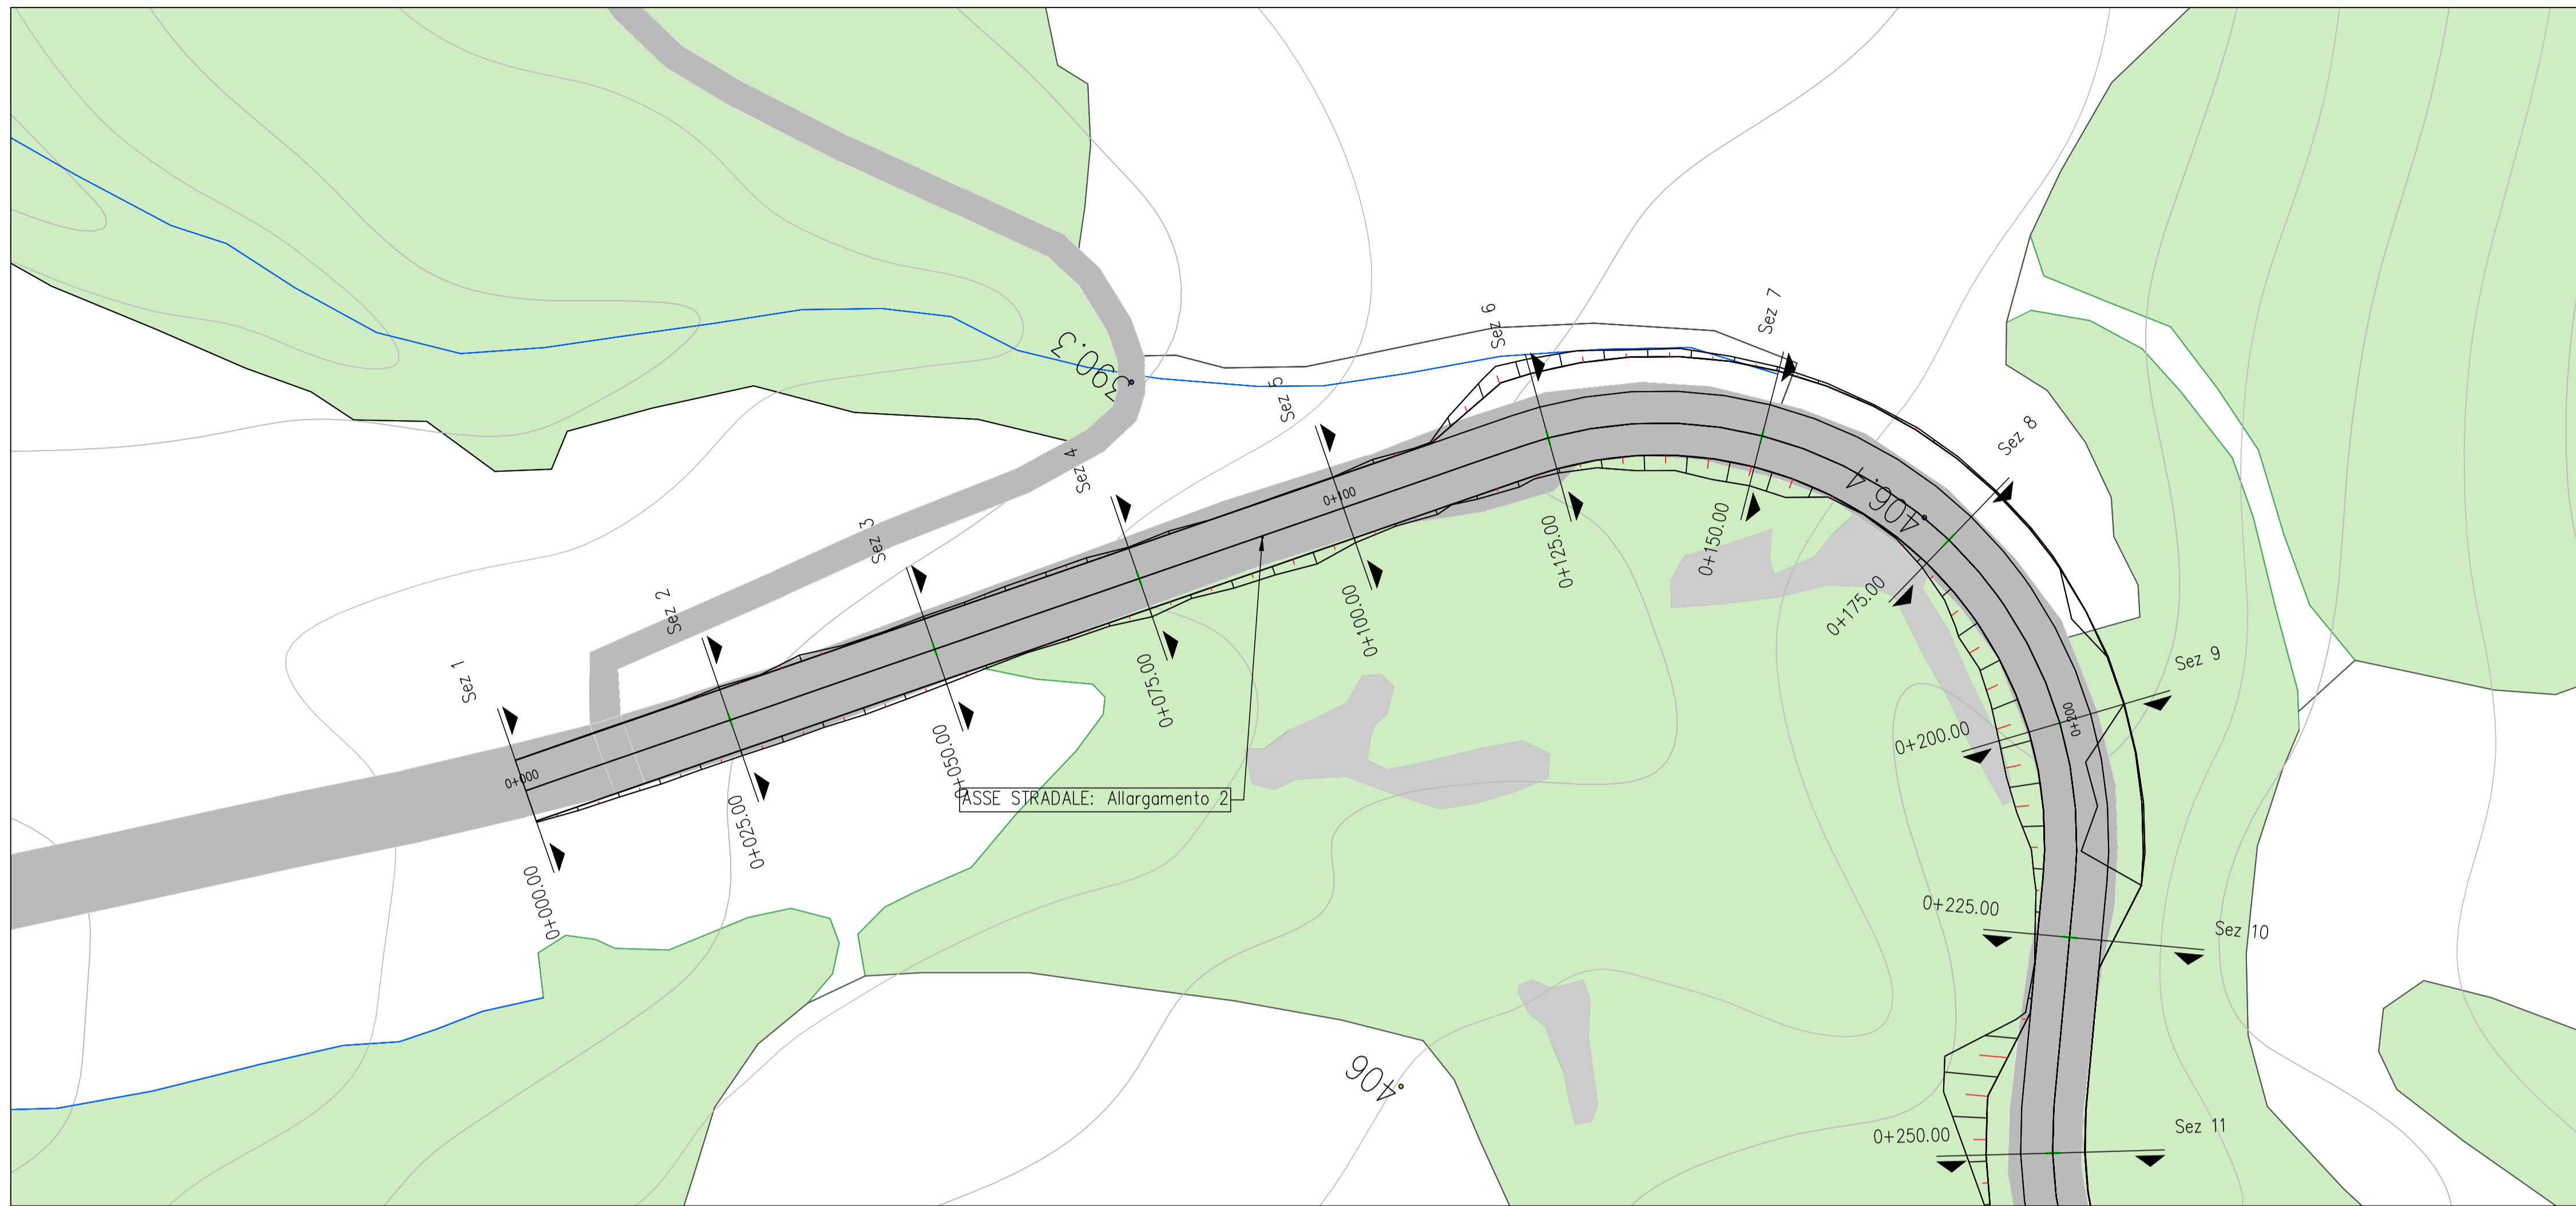 390.3
Sez 1
Sez 2
Sez 3
Sez 4
Sez 5
Sez 6
Sez 7
Sez 8
Sez 9
Sez 10
Sez 11
0+000
0+100
0+200
406.4
0+000.00
0+025.00
0+050.00
0+075.00
0+100.00
0+125.00
0+150.00
0+175.00
0+200.00
0+225.00
0+250.00
ASSE STRADALE: Allargamento 2
406.